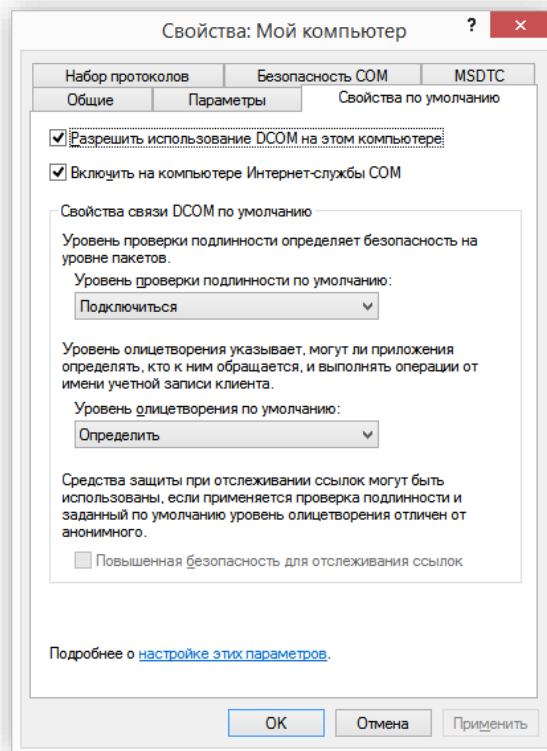 Свойства: Мой компьютер
?
×
Набор протоколов
Безопасность COM
MSDTC
Общие
Параметры
Свойства по умолчанию
Разрешить использование DCOM на этом компьютере
Включить на компьютере Интернет-службы COM
Свойства связи DCOM по умолчанию
Уровень проверки подлинности определяет безопасность на
уровне пакетов.
Уровень проверки подлинности по умолчанию:
Подключиться
Уровень олицетворения указывает, могут ли приложения
определять, кто к ним обращается, и выполнять операции от
имени учетной записи клиента.
Уровень олицетворения по умолчанию:
Определить
Средства защиты при отслеживании ссылок могут быть
использованы, если применяется проверка подлинности и
заданный по умолчанию уровень олицетворения отличен от
анонимного.
Повышенная безопасность для отслеживания ссылок
Подробнее о настройке этих параметров.
OK
Отмена
Применить